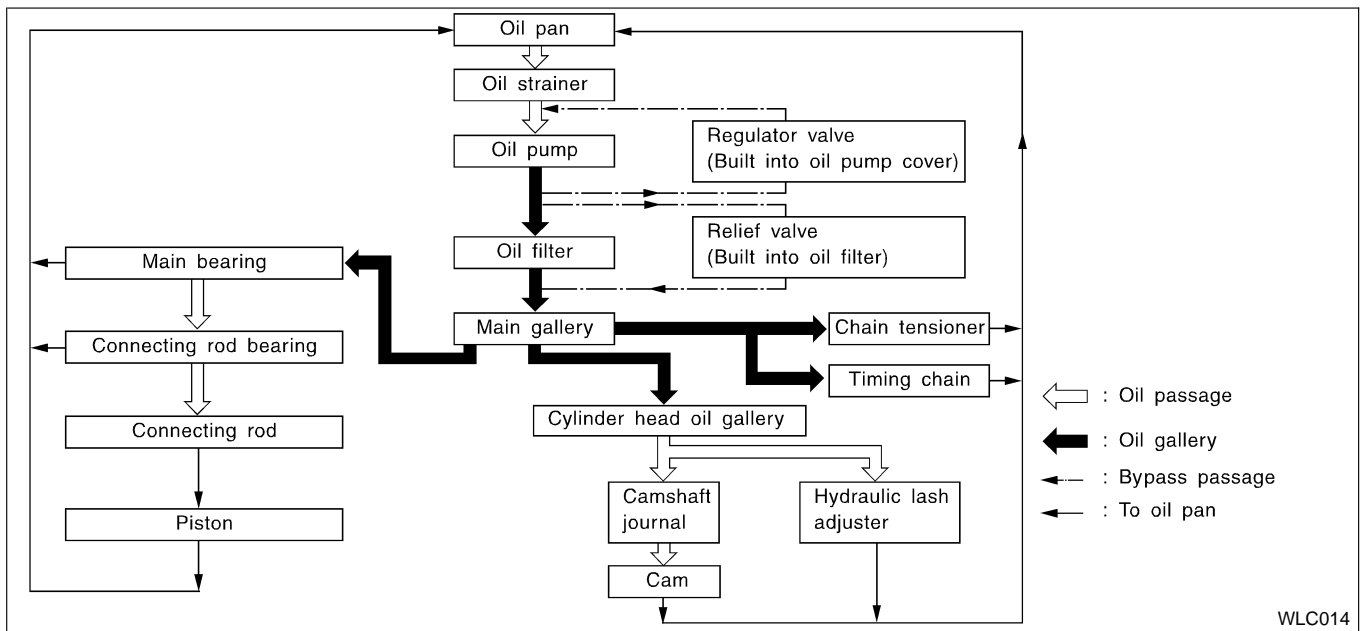 Oil pan
Oil strainer
Oil pump
Regulator valve
(Built into oil pump cover)
Oil filter
Relief valve
(Built into oil filter)
Main bearing
Main gallery
Chain tensioner
Connecting rod bearing
Timing chain
Connecting rod
Cylinder head oil gallery
Piston
Camshaft
journal
Hydraulic lash
adjuster
Cam
: Oil passage
: Oil gallery
: Bypass passage
: To oil pan
WLC014